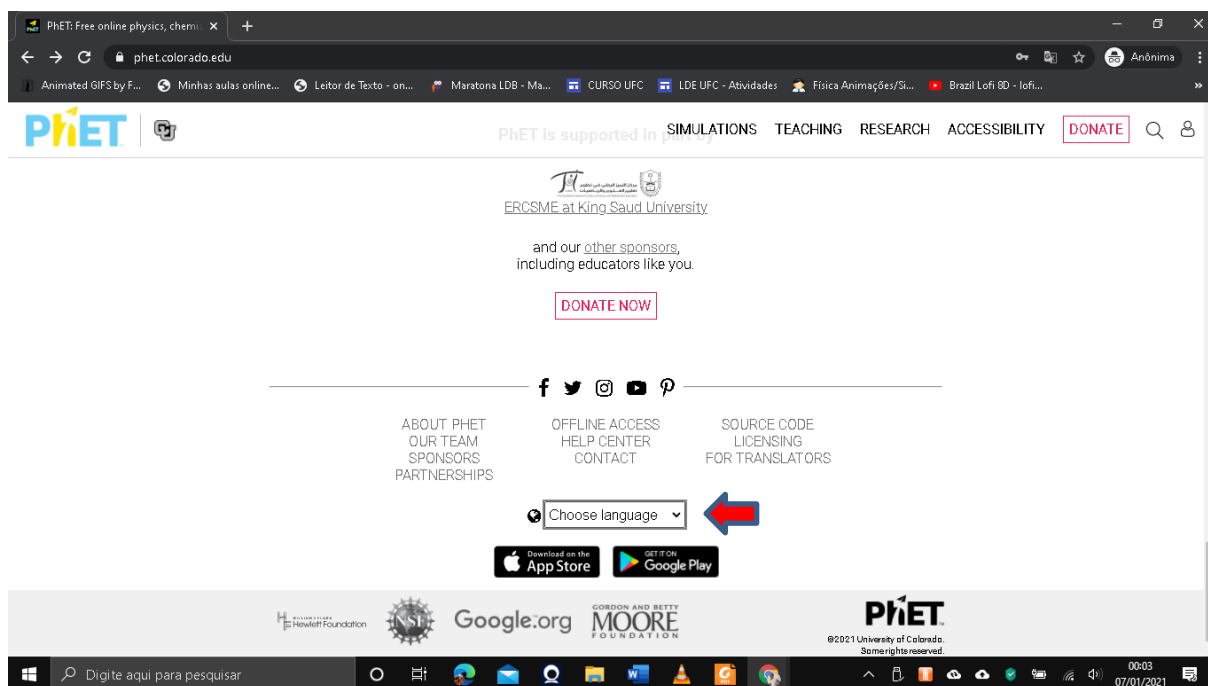 PhET: Free online physics, chemi
phet.colorado.edu
Anônima
Animated GIFS by F...
Minhas aulas online...
Leitor de Texto - on...
Maratona LDB - Ma...
CURSO UFC
LDE UFC - Atividades
Física Animações/Si...
Brazil Lofi 8D - lofi...
PhET
PhET is supported in part by
SIMULATIONS TEACHING RESEARCH ACCESSIBILITY DONATE
ERCSME at King Saud University
and our other sponsors,
including educators like you.
DONATE NOW
ABOUT PHET
OUR TEAM
SPONSORS
PARTNERSHIPS
OFFLINE ACCESS
HELP CENTER
CONTACT
SOURCE CODE
LICENSING
FOR TRANSLATORS
Choose language
Download on the
App Store
GET IT ON
Google Play
Hewlett Foundation
NSF
Google.org
GORDON AND BETTY
MOORE
FOUNDATION
PhET
©2021 University of Colorado.
Some rights reserved.
Digite aqui para pesquisar
00:03
07/01/2021